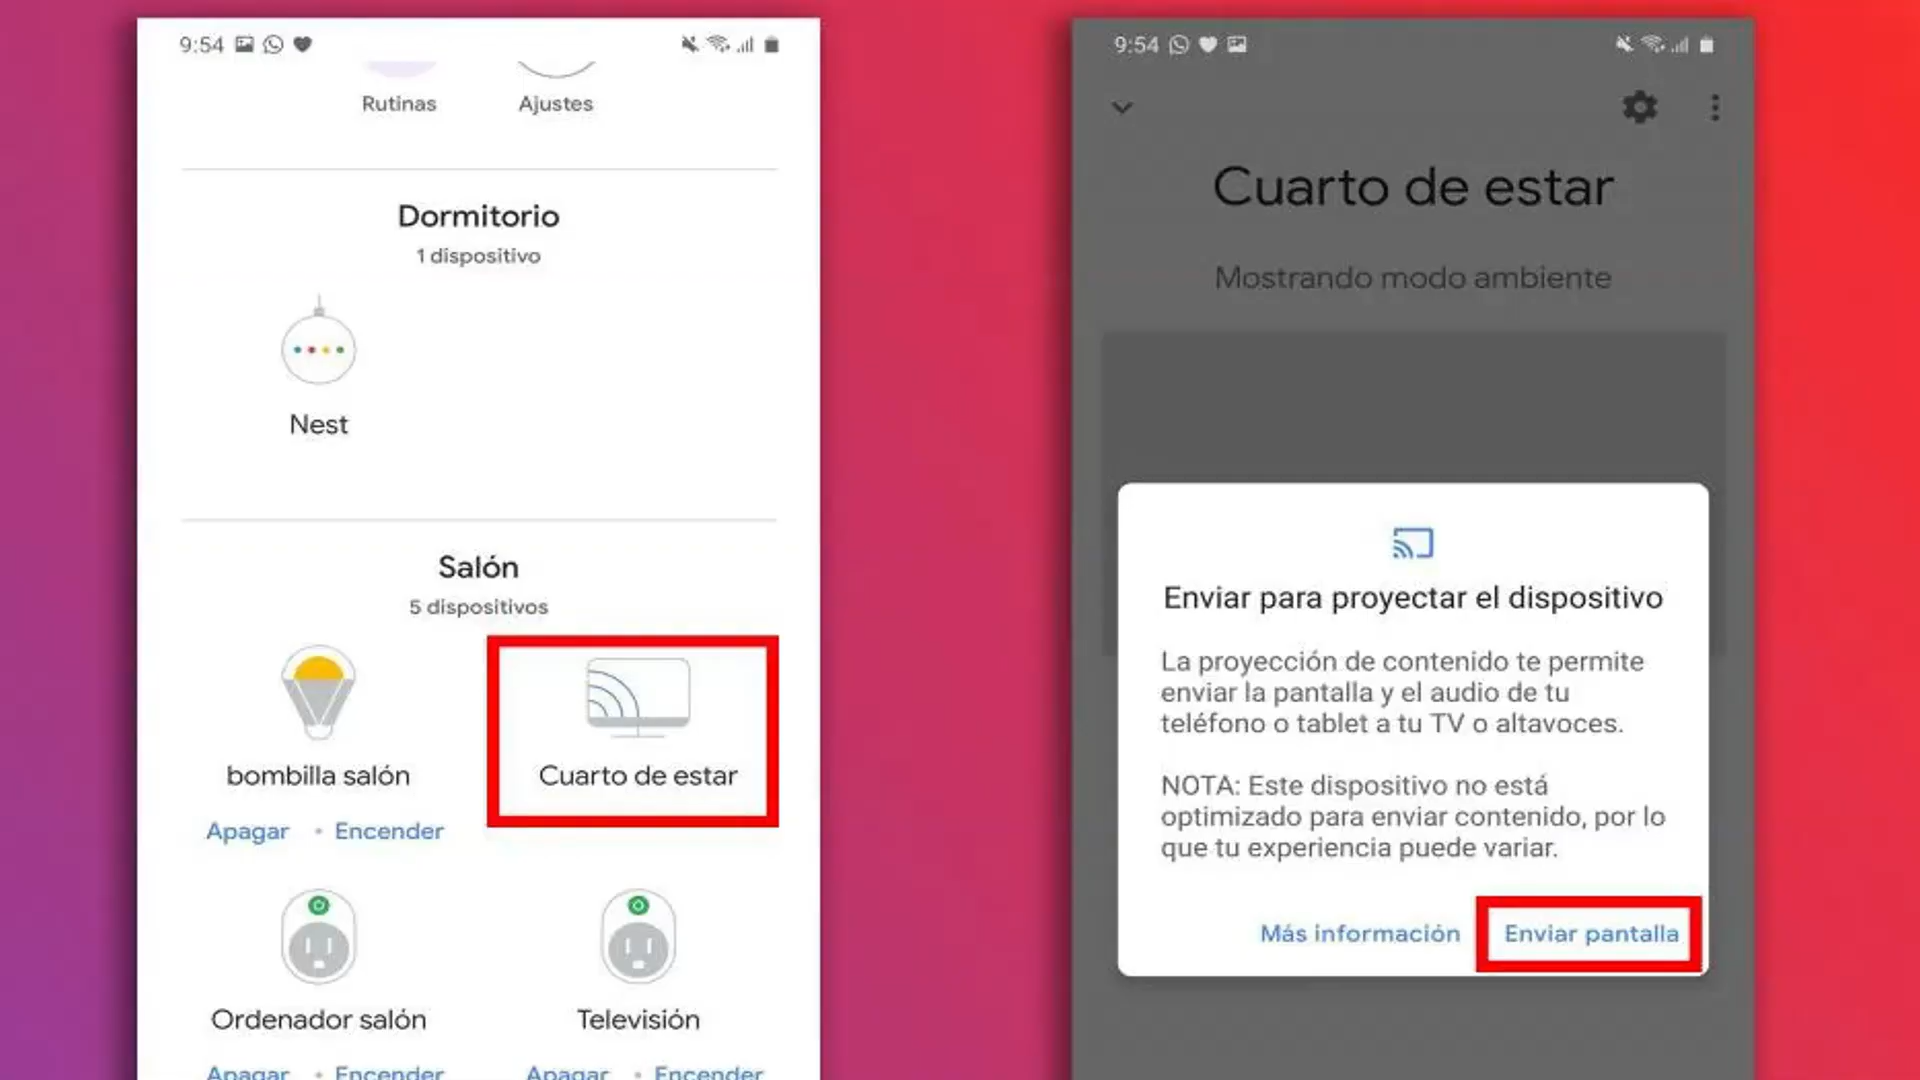 9:54
Rutinas
Ajustes
Dormitorio
1 dispositivo
Nest
Salón
5 dispositivos
bombilla salón
Apagar • Encender
Cuarto de estar
Ordenador salón
Apagar • Encender
Televisión
Apagar • Encender
9:54
Cuarto de estar
Mostrando modo ambiente
Enviar para proyectar el dispositivo
La proyección de contenido te permite
enviar la pantalla y el audio de tu
teléfono o tablet a tu TV o altavoces.
NOTA: Este dispositivo no está
optimizado para enviar contenido, por lo
que tu experiencia puede variar.
Más información
Enviar pantalla